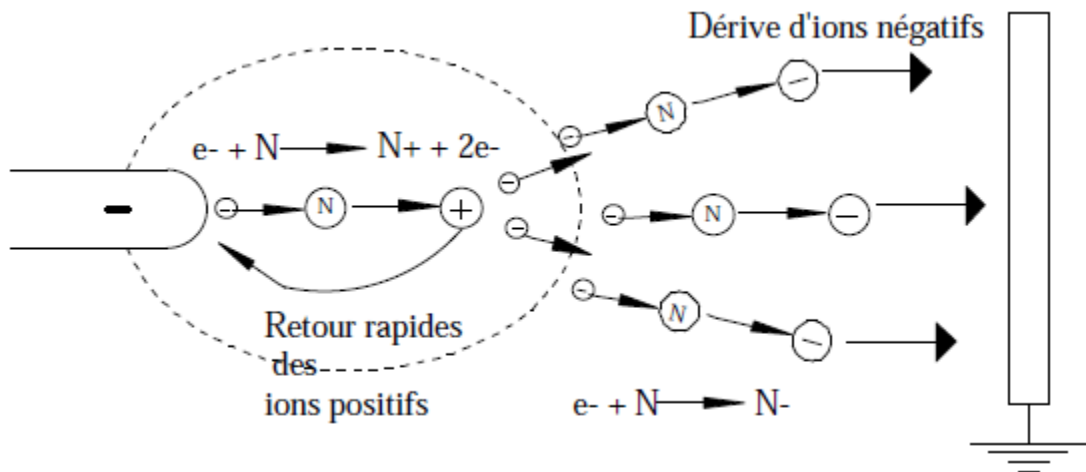 Dérive d'ions négatifs
N
−
−
e- + N → N+ + 2e-
−
− − N +
− N −
−
− N −
Retour rapides
des
ions positifs
e- + N → N-